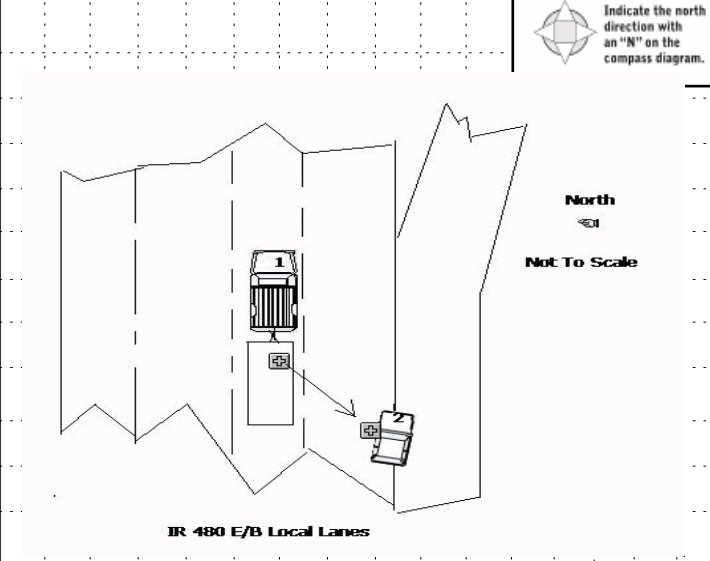 Indicate the north
direction with
an "N" on the
compass diagram.
North
Not To Scale
1
2
IR 480 E/B Local Lanes